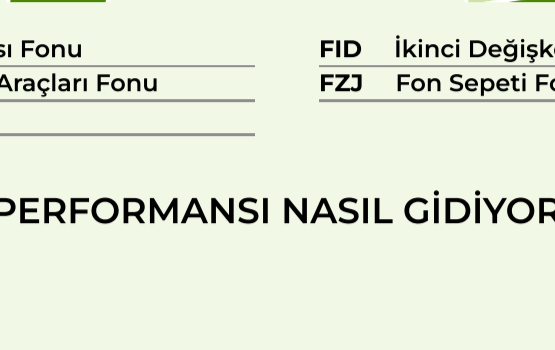 sı Fonu
Araçları Fonu
FID İkinci Değişk
FZJ Fon Sepeti Fo
PERFORMANSI NASIL GİDİYOR